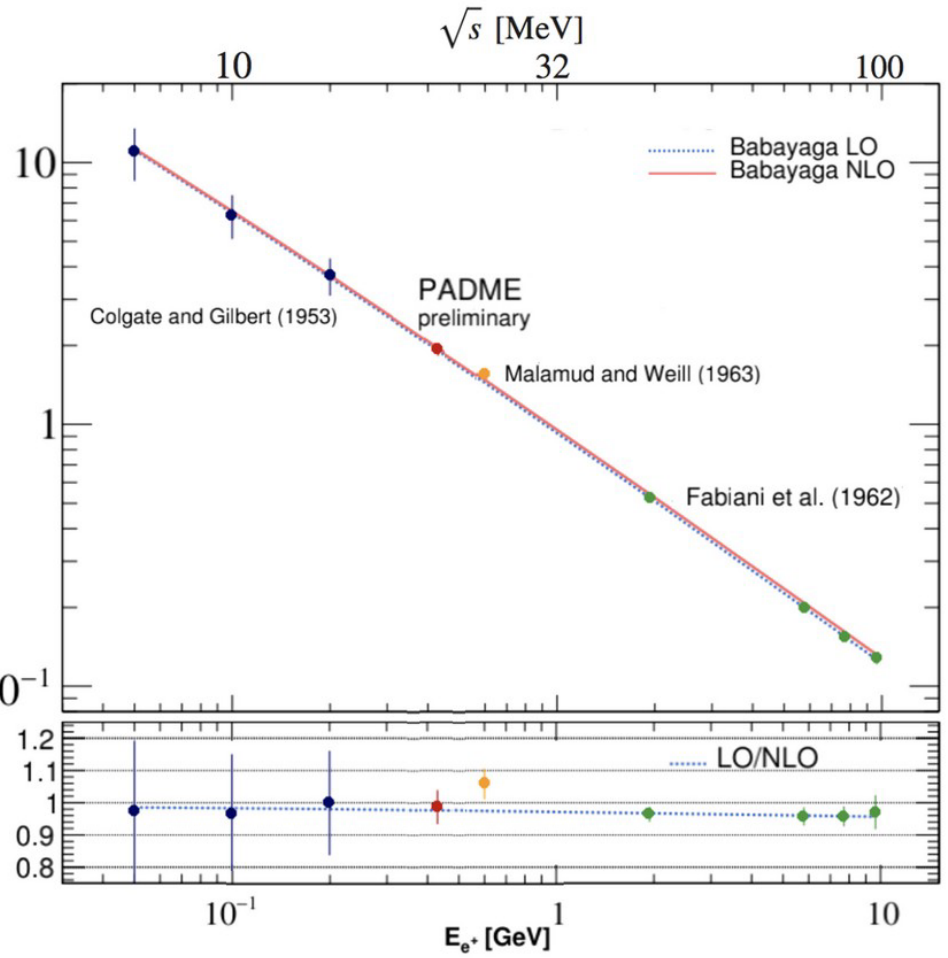 √s [MeV]
10 32 100
10
Babayaga LO
Babayaga NLO
PADME
preliminary
Colgate and Gilbert (1953)
Malamud and Weill (1963)
1
Fabiani et al. (1962)
0⁻¹
1.2
LO/NLO
1.1
1
0.9
0.8
10⁻¹ 1 10
Ee⁺ [GeV]